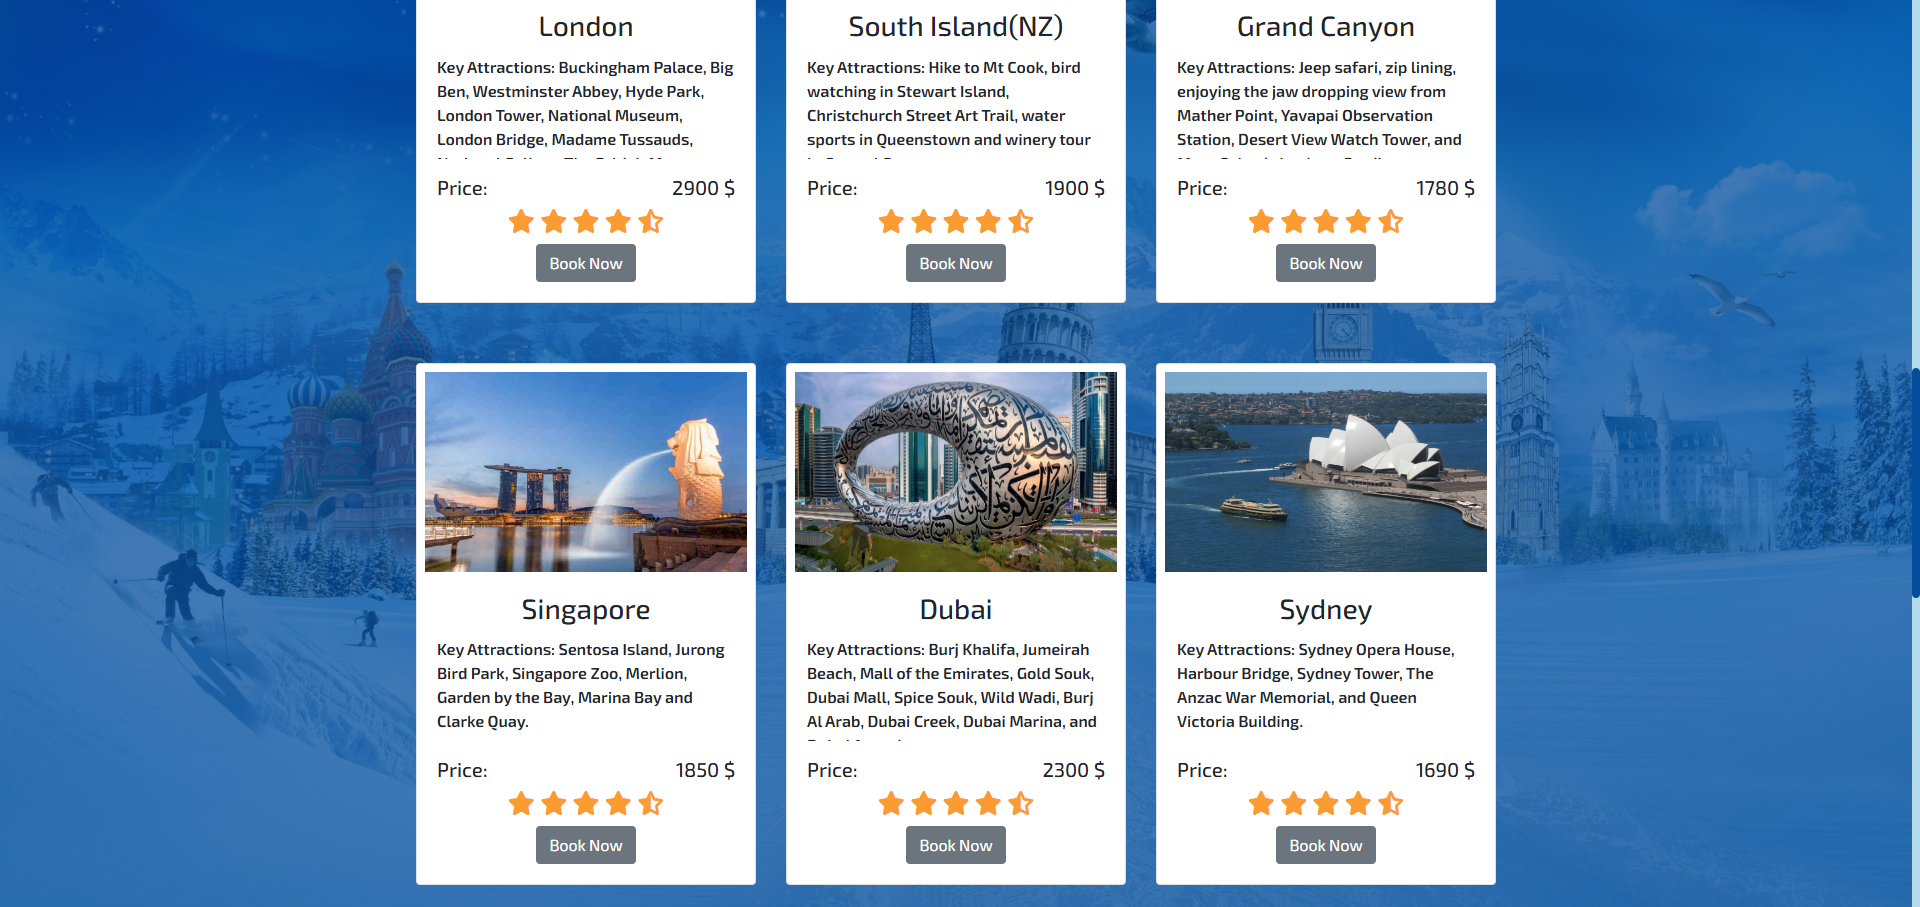 London
Key Attractions: Buckingham Palace, Big
Ben, Westminster Abbey, Hyde Park,
London Tower, National Museum,
London Bridge, Madame Tussauds,
Price: 2900 $
Book Now
South Island(NZ)
Key Attractions: Hike to Mt Cook, bird
watching in Stewart Island,
Christchurch Street Art Trail, water
sports in Queenstown and winery tour
Price: 1900 $
Book Now
Grand Canyon
Key Attractions: Jeep safari, zip lining,
enjoying the jaw dropping view from
Mather Point, Yavapai Observation
Station, Desert View Watch Tower, and
Price: 1780 $
Book Now
Singapore
Key Attractions: Sentosa Island, Jurong
Bird Park, Singapore Zoo, Merlion,
Garden by the Bay, Marina Bay and
Clarke Quay.
Price: 1850 $
Book Now
Dubai
Key Attractions: Burj Khalifa, Jumeirah
Beach, Mall of the Emirates, Gold Souk,
Dubai Mall, Spice Souk, Wild Wadi, Burj
Al Arab, Dubai Creek, Dubai Marina, and
Price: 2300 $
Book Now
Sydney
Key Attractions: Sydney Opera House,
Harbour Bridge, Sydney Tower, The
Anzac War Memorial, and Queen
Victoria Building.
Price: 1690 $
Book Now